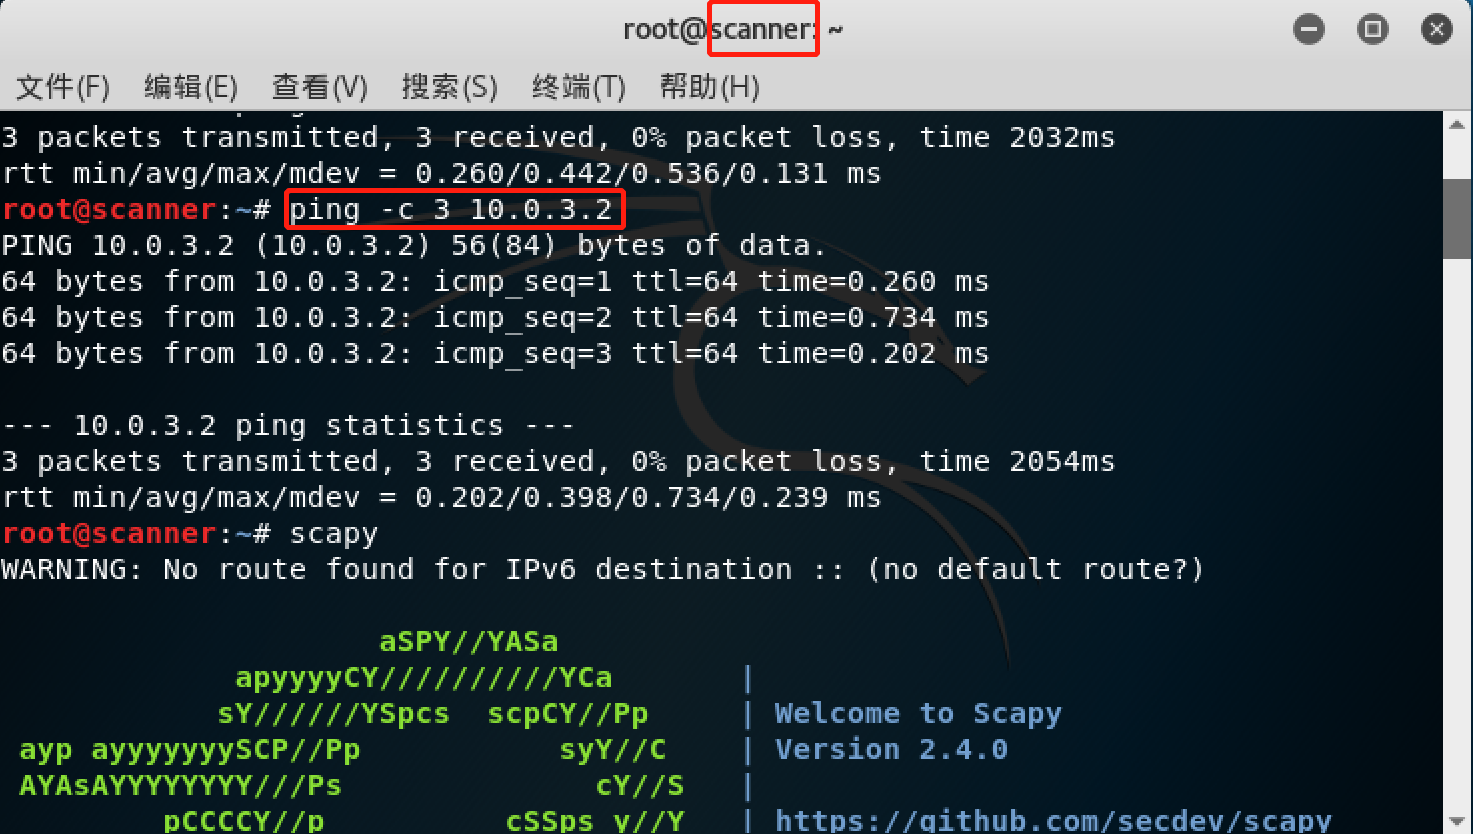 root@scanner: ~
文件(F) 编辑(E) 查看(V) 搜索(S) 终端(T) 帮助(H)
3 packets transmitted, 3 received, 0% packet loss, time 2032ms
rtt min/avg/max/mdev = 0.260/0.442/0.536/0.131 ms
root@scanner:~# ping -c 3 10.0.3.2
PING 10.0.3.2 (10.0.3.2) 56(84) bytes of data.
64 bytes from 10.0.3.2: icmp_seq=1 ttl=64 time=0.260 ms
64 bytes from 10.0.3.2: icmp_seq=2 ttl=64 time=0.734 ms
64 bytes from 10.0.3.2: icmp_seq=3 ttl=64 time=0.202 ms
--- 10.0.3.2 ping statistics ---
3 packets transmitted, 3 received, 0% packet loss, time 2054ms
rtt min/avg/max/mdev = 0.202/0.398/0.734/0.239 ms
root@scanner:~# scapy
WARNING: No route found for IPv6 destination :: (no default route?)
aSPY//YASa
apyyyyCY//////////YCa |
sY//////YSpcs scpCY//Pp | Welcome to Scapy
ayp ayyyyyyySCP//Pp syY//C | Version 2.4.0
AYAsAYYYYYYYY///Ps cY//S |
pCCCCY//p cSSps y//Y | https://github.com/secdev/scapy